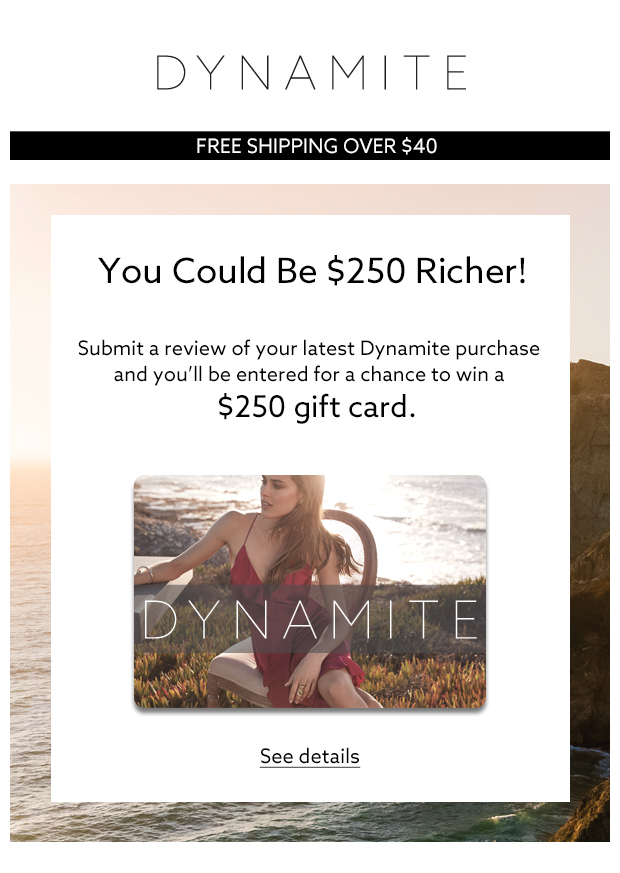 DYNAMITE
FREE SHIPPING OVER $40
You Could Be $250 Richer!
Submit a review of your latest Dynamite purchase
and you’ll be entered for a chance to win a
$250 gift card.
DYNAMITE
See details